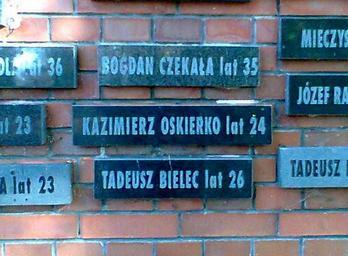 MIECZYS
lat 36
BOGDAN CZEKAŁA lat 35
JÓZEF RA
lat 23
KAZIMIERZ OSKIERKO lat 24
TADEUSZ
A lat 23
TADEUSZ BIELEC lat 26